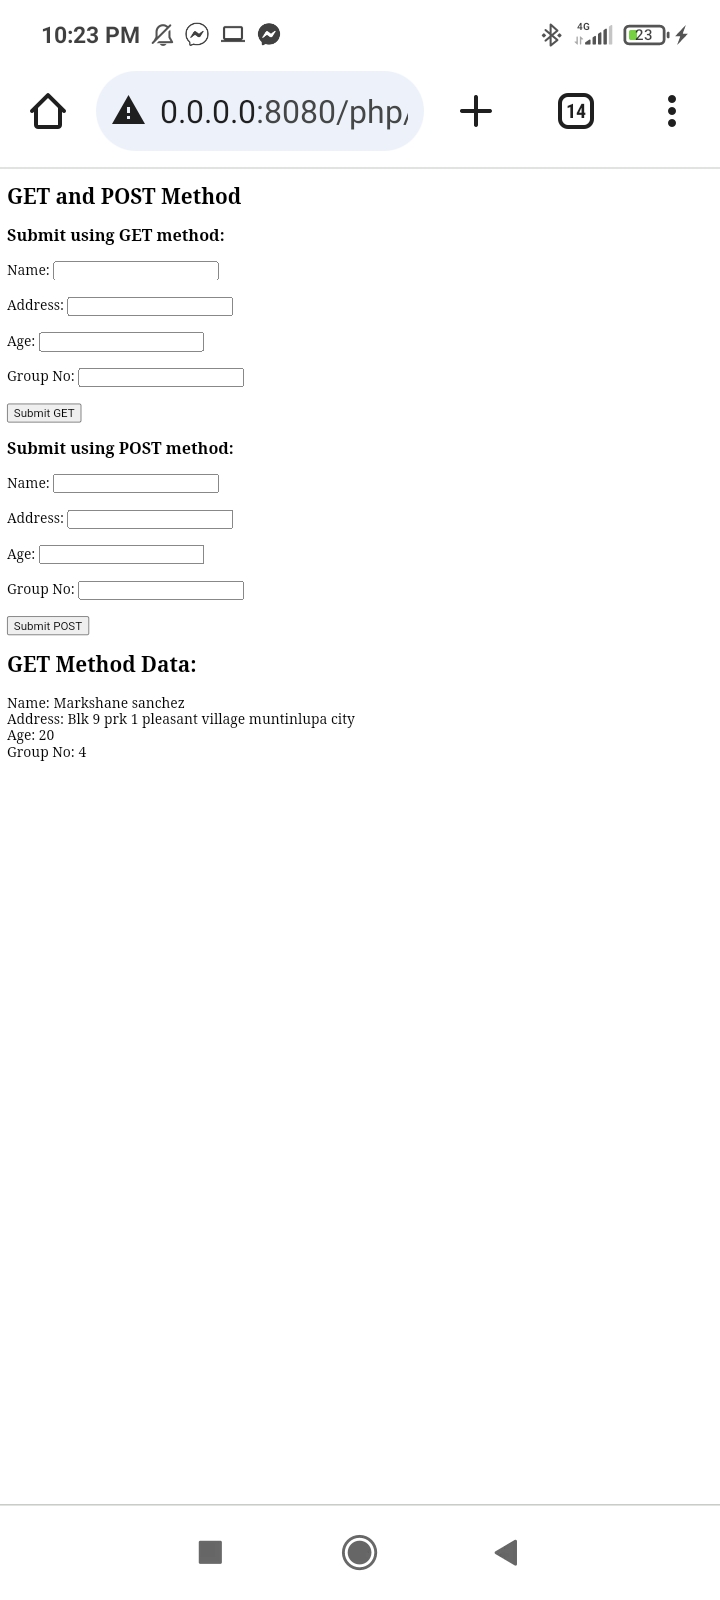 10:23 PM
4G
23
0.0.0.0:8080/php/
14
GET and POST Method
Submit using GET method:
Name:
Address:
Age:
Group No:
Submit GET
Submit using POST method:
Name:
Address:
Age:
Group No:
Submit POST
GET Method Data:
Name: Markshane sanchez
Address: Blk 9 prk 1 pleasant village muntinlupa city
Age: 20
Group No: 4